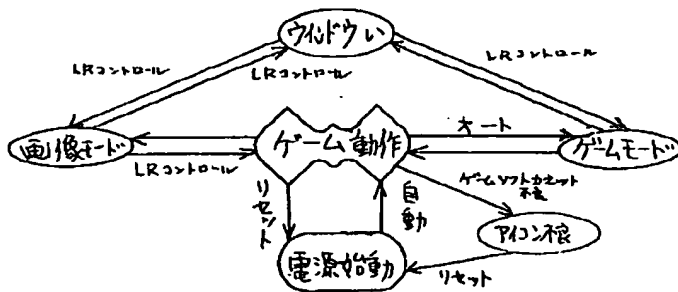 ウインドウい
LRコントロール
LRコントロール
LRコントロール
画像モード
ゲーム動作
オート
ゲームモード
LRコントロール
リセット
自動
ゲームソフトカセット
不良
アイコン不良
電源始動
リセット